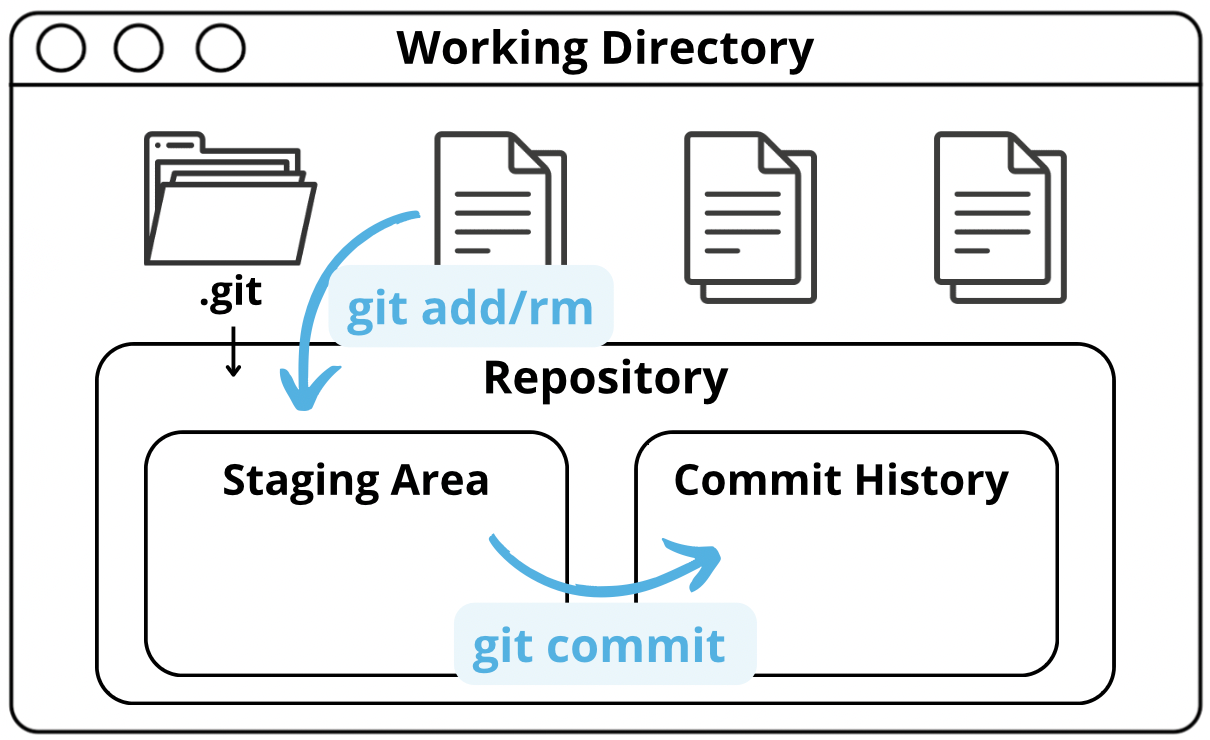 Working Directory
.git
git add/rm
Repository
Staging Area
Commit History
git commit